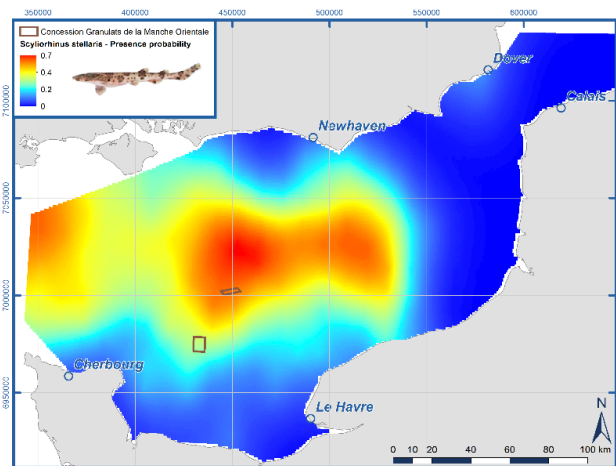 350000 400000 450000 500000 550000 600000
Concession Granulats de la Manche Orientale
Scyliorhinus stellaris - Presence probability
0.7
0.4
0.2
0
Dover
Calais
Newhaven
7100000
7050000
7000000
6950000
Cherbourg
Le Havre
N
0 10 20 40 60 80 100 km